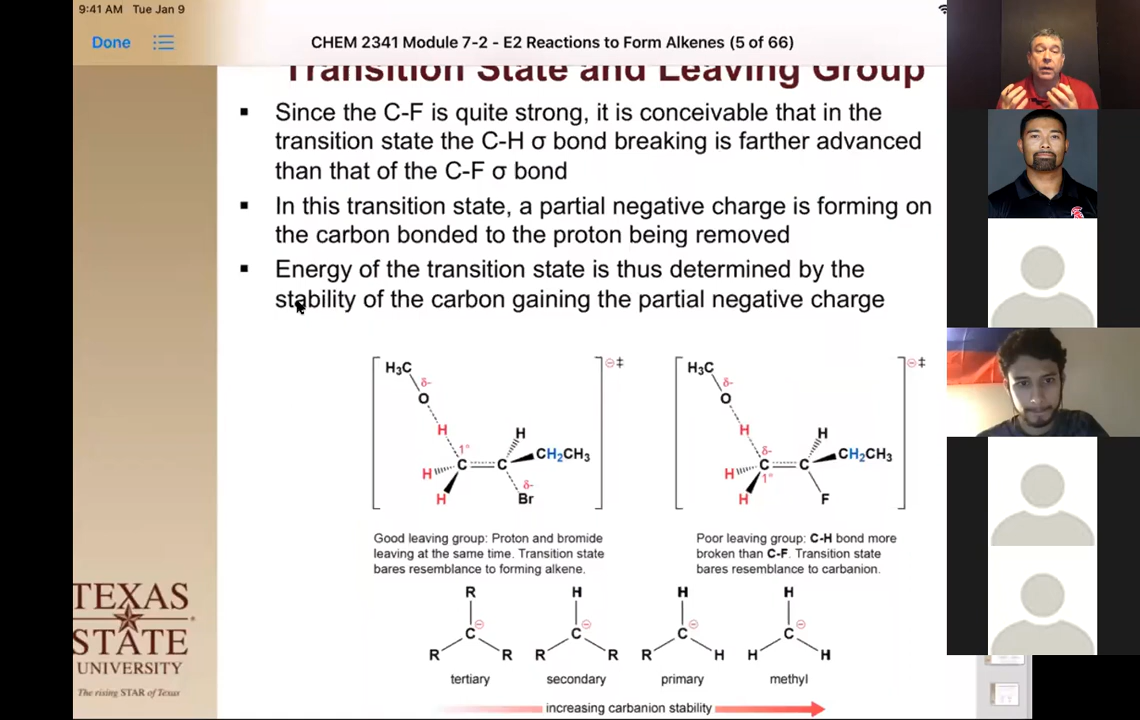 9:41 AM Tue Jan 9
Done
CHEM 2341 Module 7-2 - E2 Reactions to Form Alkenes (5 of 66)
Transition State and Leaving Group
▪ Since the C-F is quite strong, it is conceivable that in the
transition state the C-H σ bond breaking is farther advanced
than that of the C-F σ bond
▪ In this transition state, a partial negative charge is forming on
the carbon bonded to the proton being removed
▪ Energy of the transition state is thus determined by the
stability of the carbon gaining the partial negative charge
H₃C
δ-
O
H
1°
H
C
C
H
CH₂CH₃
H
δ-
Br
⊖‡
H₃C
δ-
O
H
δ-
H
C
C
H
CH₂CH₃
1°
H
F
⊖‡
Good leaving group: Proton and bromide
leaving at the same time. Transition state
bares resemblance to forming alkene.
Poor leaving group: C-H bond more
broken than C-F. Transition state
bares resemblance to carbanion.
R
⊖
C
R R
tertiary
H
⊖
C
R R
secondary
H
⊖
C
R H
primary
H
⊖
C
H H
methyl
increasing carbanion stability
TEXAS
STATE
UNIVERSITY
The rising STAR of Texas